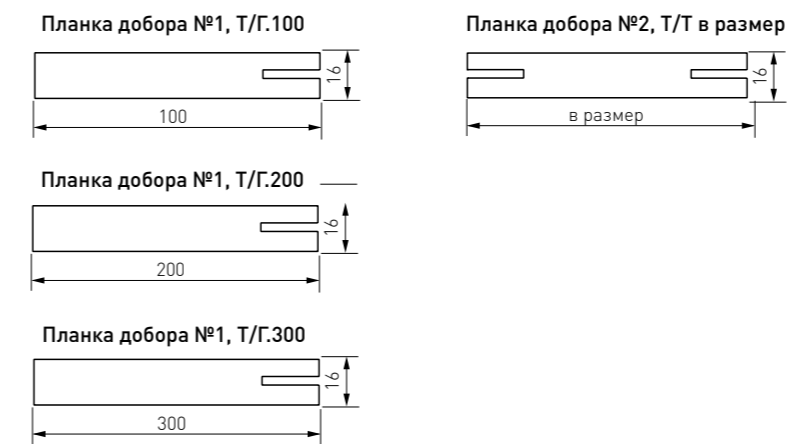 Планка добора №1, Т/Г.100
16
100
Планка добора №2, Т/Т в размер
16
в размер
Планка добора №1, Т/Г.200
16
200
Планка добора №1, Т/Г.300
16
300